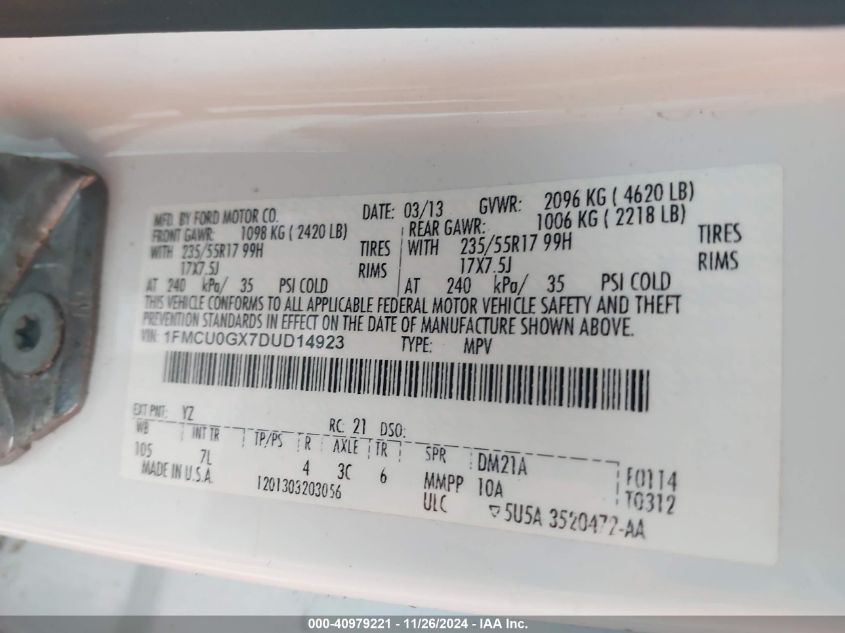 MFD. BY FORD MOTOR CO. DATE: 03/13 GVWR: 2096 KG ( 4620 LB)
FRONT GAWR: 1098 KG ( 2420 LB) REAR GAWR: 1006 KG ( 2218 LB)
WITH 235/55R17 99H TIRES WITH 235/55R17 99H TIRES
17X7.5J RIMS 17X7.5J RIMS
AT 240 kPa/ 35 PSI COLD AT 240 kPa/ 35 PSI COLD
THIS VEHICLE CONFORMS TO ALL APPLICABLE FEDERAL MOTOR VEHICLE SAFETY AND THEFT
PREVENTION STANDARDS IN EFFECT ON THE DATE OF MANUFACTURE SHOWN ABOVE.
VIN: 1FMCU0GX7DUD14923 TYPE: MPV
EXT PNT: YZ RC: 21 DSO:
WB INT TR TP/PS R AXLE TR SPR DM21A F0114
105 7L 4 3C 6 MMPP 10A T0312
MADE IN U.S.A. 1201303203056 ULC ▽5U5A 3520472-AA
000-40979221 - 11/26/2024 - IAA Inc.